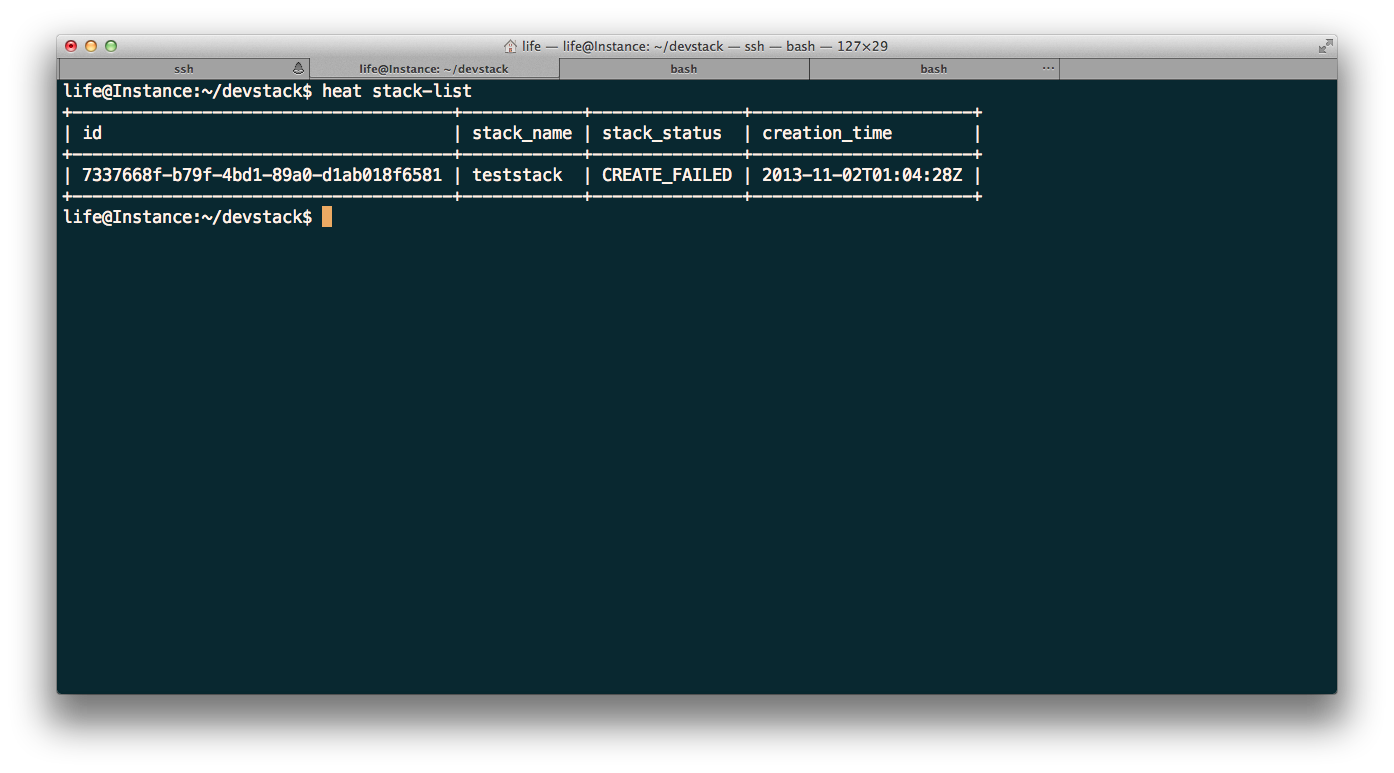 life — life@Instance: ~/devstack — ssh — bash — 127×29
ssh life@Instance: ~/devstack bash bash ...
life@Instance:~/devstack$ heat stack-list
+--------------------------------------+------------+---------------+----------------------+
| id                                   | stack_name | stack_status  | creation_time        |
+--------------------------------------+------------+---------------+----------------------+
| 7337668f-b79f-4bd1-89a0-d1ab018f6581 | teststack  | CREATE_FAILED | 2013-11-02T01:04:28Z |
+--------------------------------------+------------+---------------+----------------------+
life@Instance:~/devstack$